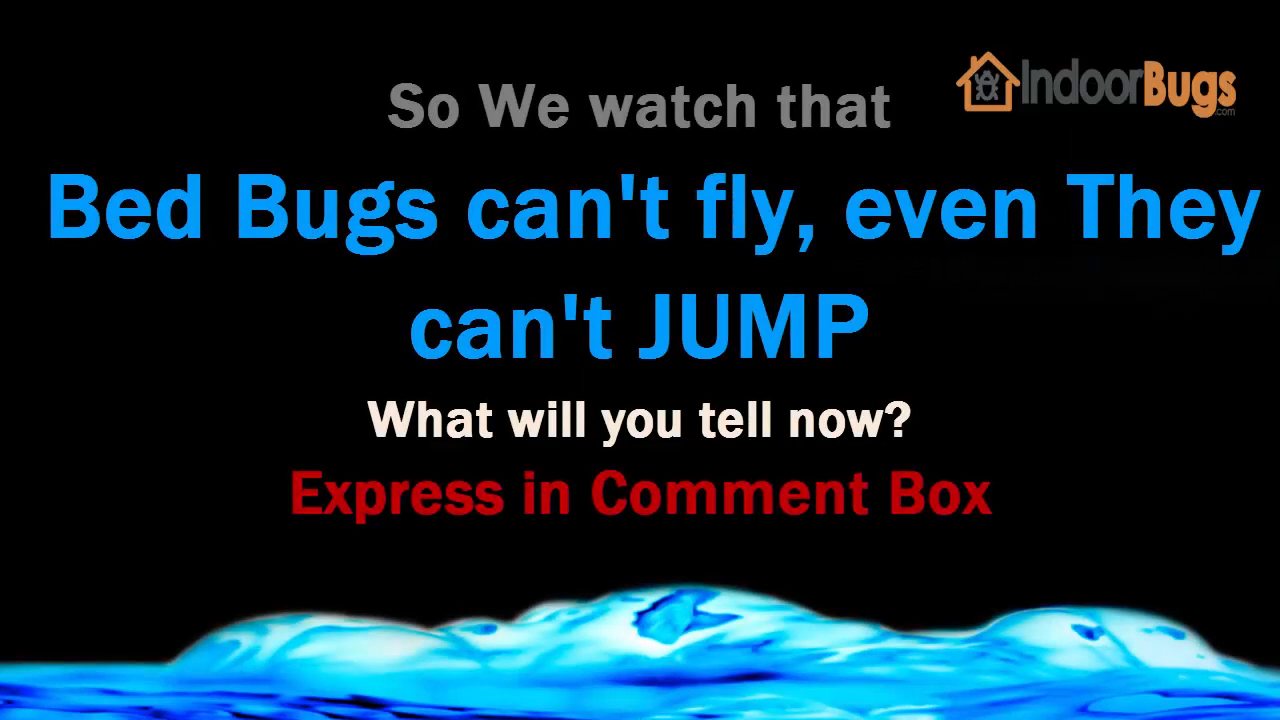 So We watch that
IndoorBugs
.com
Bed Bugs can't fly, even They
can't JUMP
What will you tell now?
Express in Comment Box